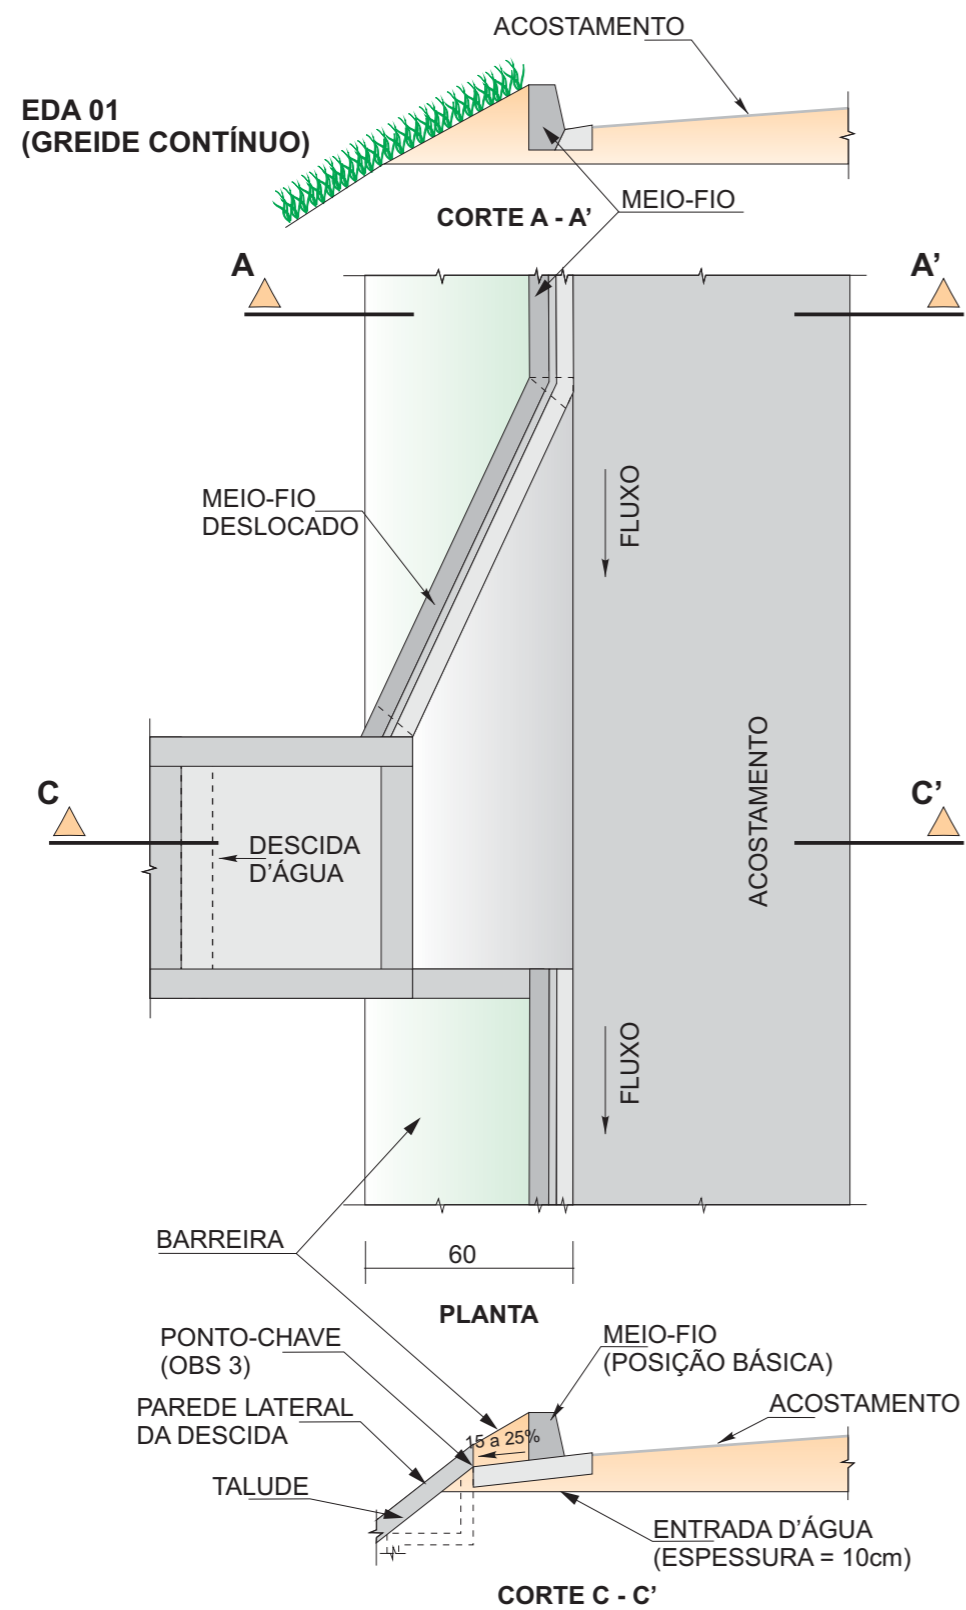 ACOSTAMENTO
EDA 01
(GREIDE CONTÍNUO)
CORTE A - A’
MEIO-FIO
A
A’
MEIO-FIO
DESLOCADO
FLUXO
ACOSTAMENTO
C
C’
DESCIDA
D’ÁGUA
FLUXO
BARREIRA
60
PLANTA
PONTO-CHAVE
(OBS 3)
MEIO-FIO
(POSIÇÃO BÁSICA)
PAREDE LATERAL
DA DESCIDA
ACOSTAMENTO
15 a 25%
TALUDE
ENTRADA D’ÁGUA
(ESPESSURA = 10cm)
CORTE C - C’